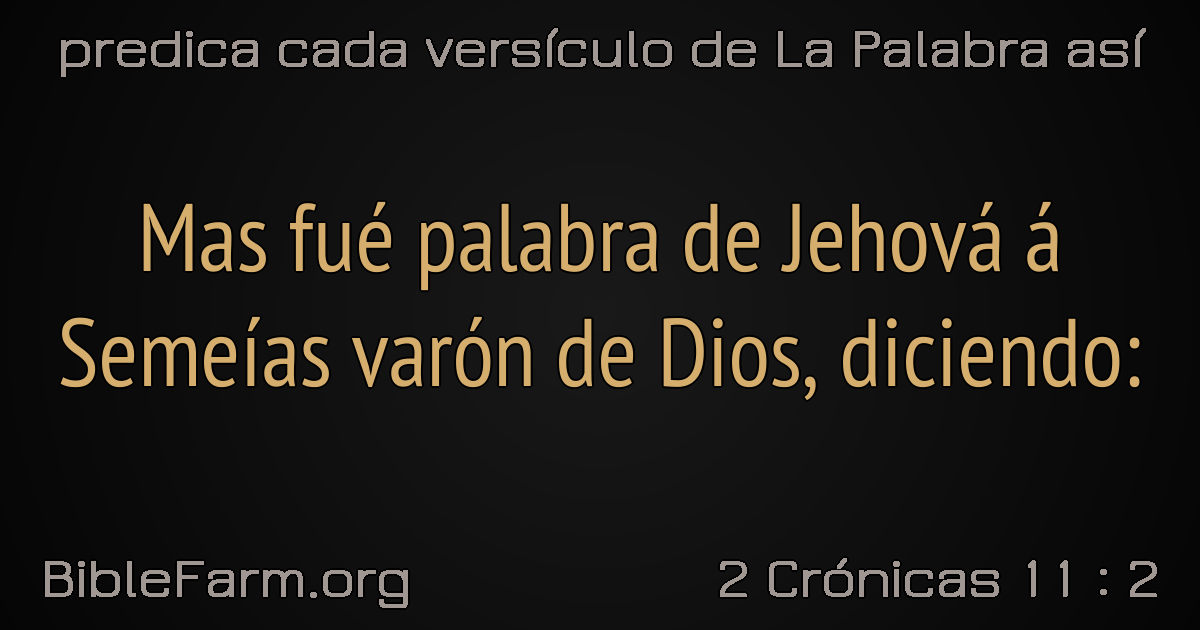 predica cada versículo de La Palabra así
Mas fué palabra de Jehová á
Semeías varón de Dios, diciendo:
BibleFarm.org
2 Crónicas 11 : 2